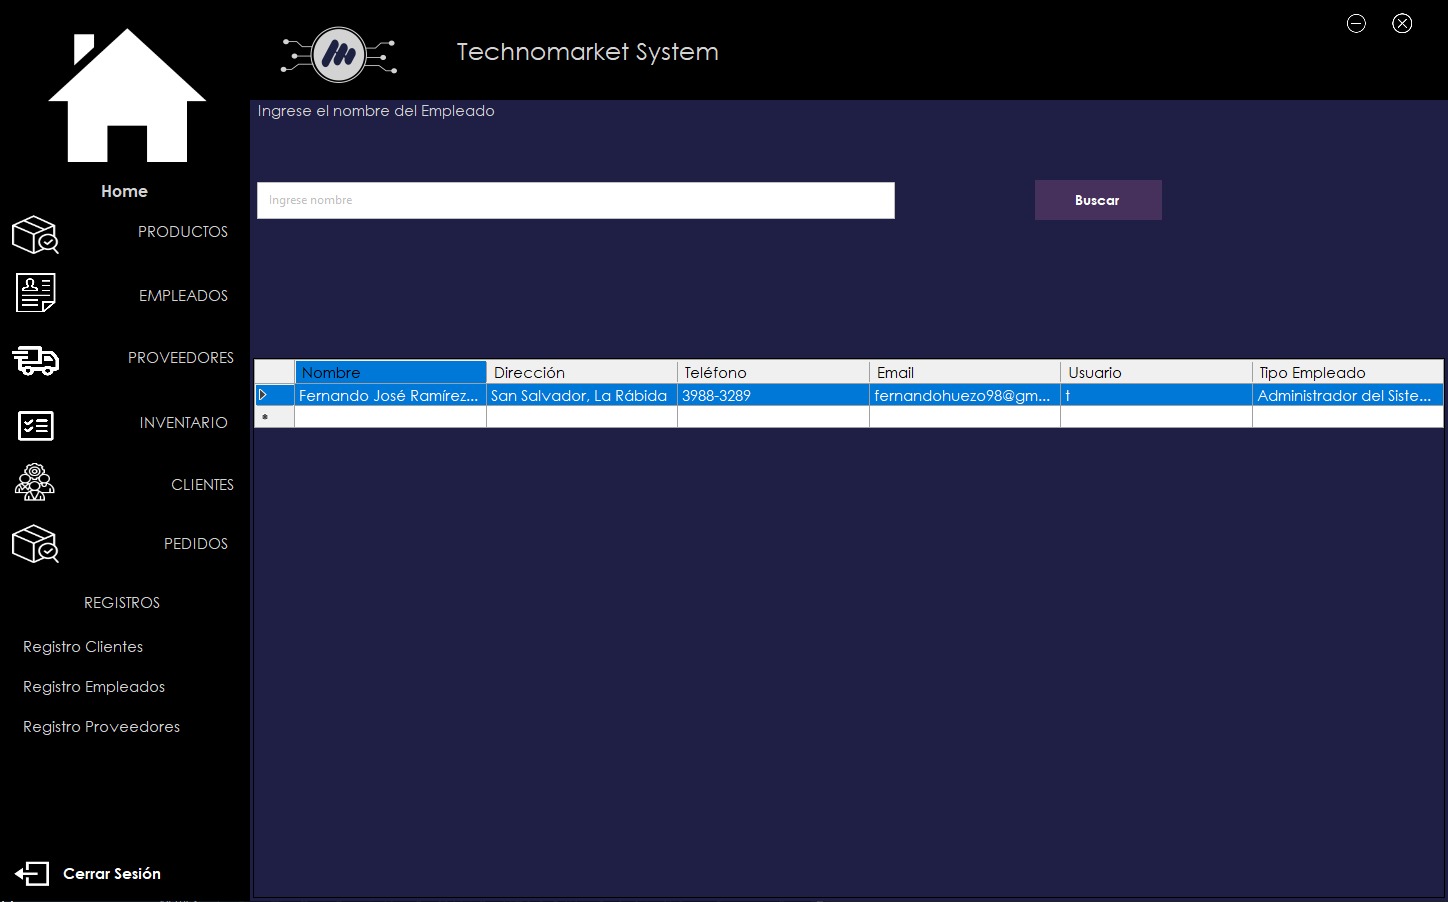 Technomarket System
Home
PRODUCTOS
EMPLEADOS
PROVEEDORES
INVENTARIO
CLIENTES
PEDIDOS
REGISTROS
Registro Clientes
Registro Empleados
Registro Proveedores
Cerrar Sesión
Ingrese el nombre del Empleado
Ingrese nombre
Buscar
Nombre Dirección Teléfono Email Usuario Tipo Empleado
Fernando José Ramírez... San Salvador, La Rábida 3988-3289 fernandohuezo98@gm... t Administrador del Siste...